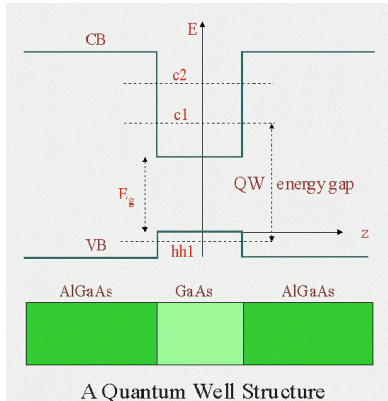 E
CB
c2
c1
Eg
QW energy gap
z
VB
hh1
AlGaAs GaAs AlGaAs
A Quantum Well Structure